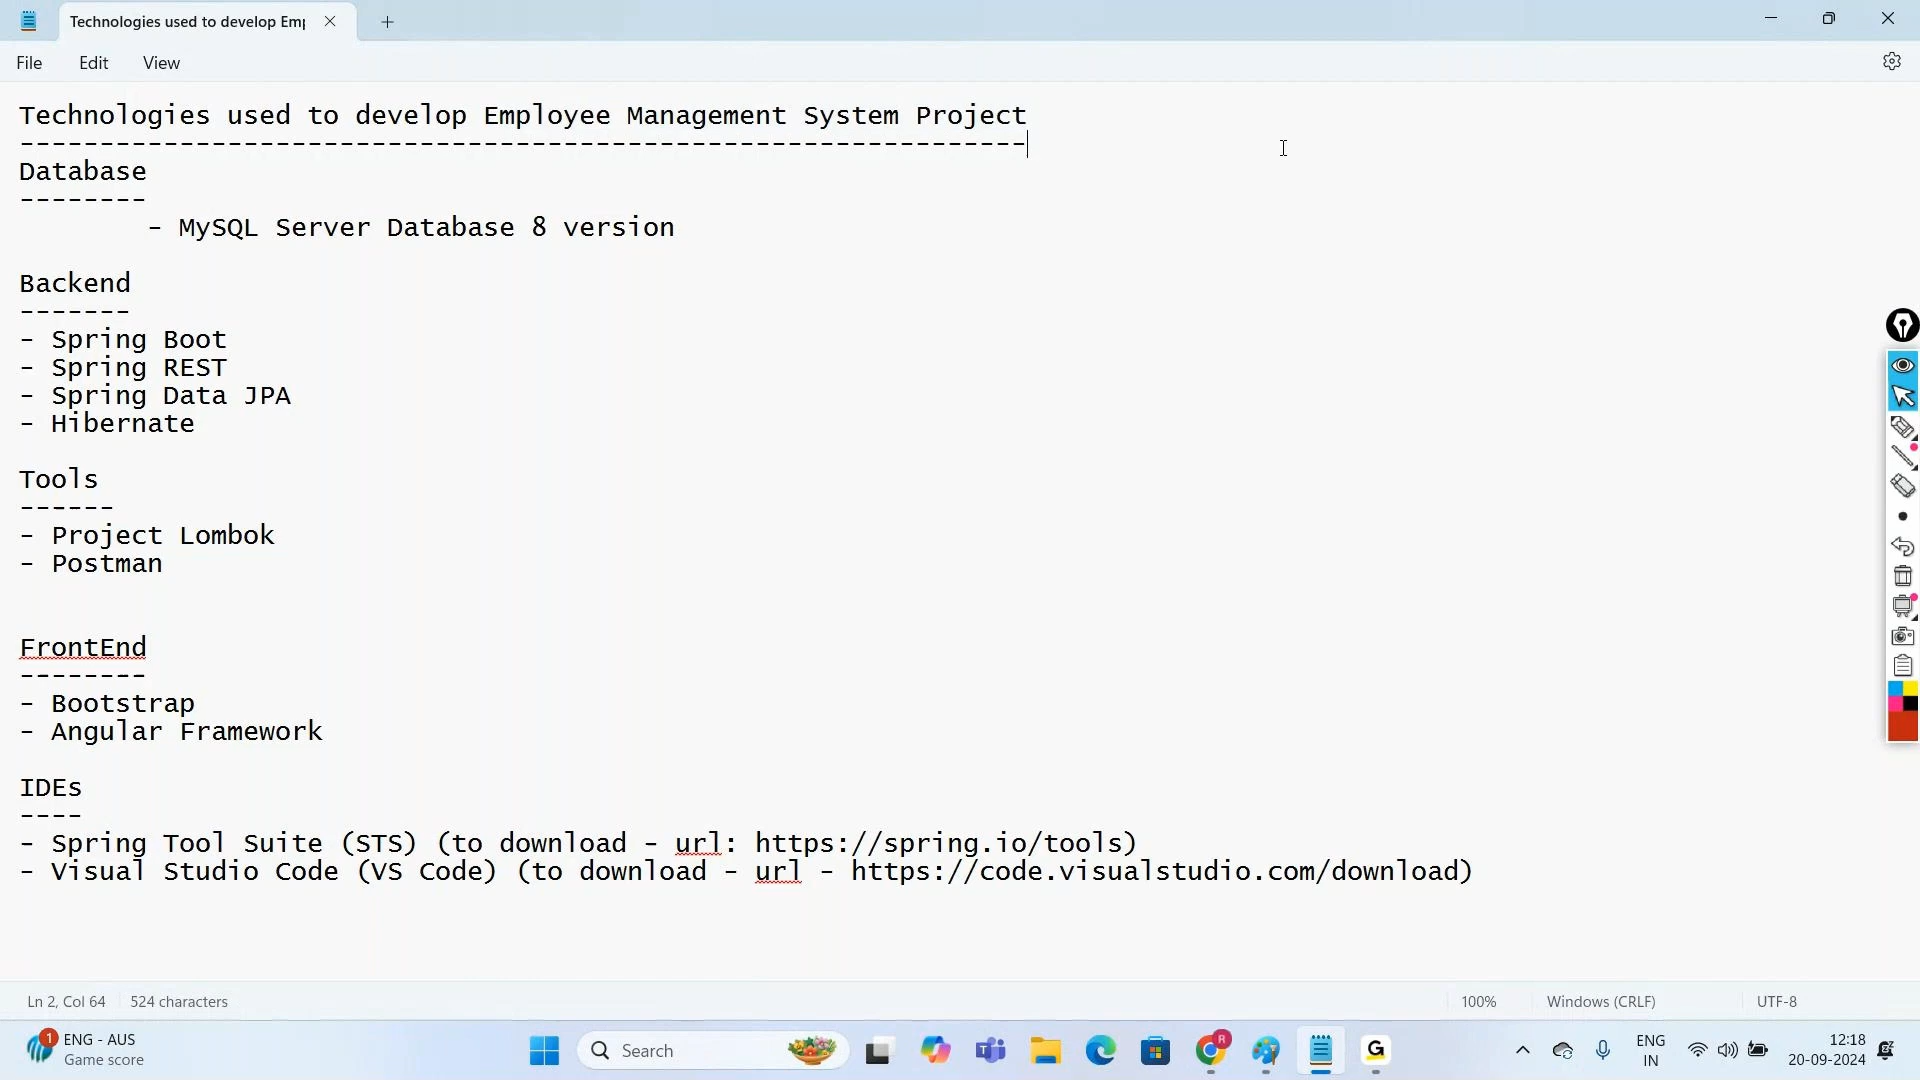 Technologies used to develop Emp
File Edit View
Technologies used to develop Employee Management System Project
---------------------------------------------------------------
Database
--------
- MySQL Server Database 8 version
Backend
-------
- Spring Boot
- Spring REST
- Spring Data JPA
- Hibernate
Tools
------
- Project Lombok
- Postman
FrontEnd
--------
- Bootstrap
- Angular Framework
IDEs
----
- Spring Tool Suite (STS) (to download - url: https://spring.io/tools)
- Visual Studio Code (VS Code) (to download - url - https://code.visualstudio.com/download)
Ln 2, Col 64 524 characters 100% Windows (CRLF) UTF-8
1 ENG - AUS
Game score
Search
R
G
ENG
IN
12:18
20-09-2024